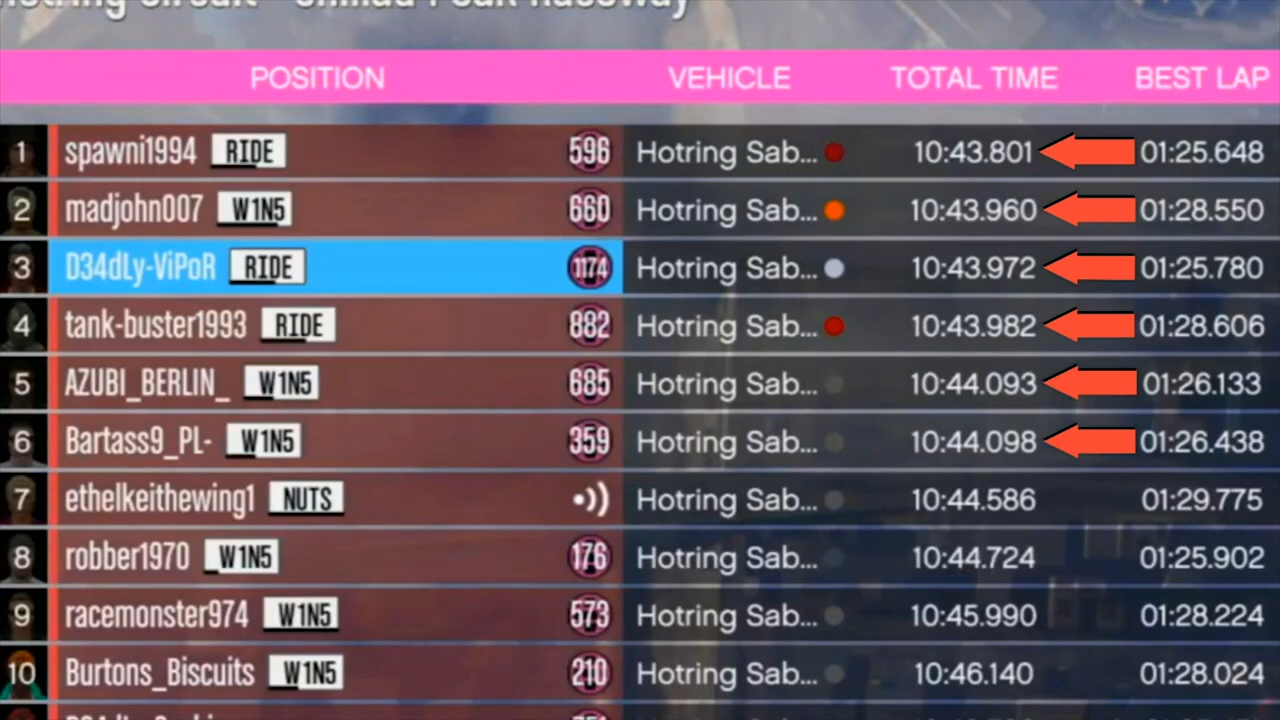 POSITION VEHICLE TOTAL TIME BEST LAP
1 spawni1994 RIDE 596 Hotring Sab... 10:43.801 01:25.648
2 madjohn007 W1N5 660 Hotring Sab... 10:43.960 01:28.550
3 D34dLy-ViPoR RIDE 1174 Hotring Sab... 10:43.972 01:25.780
4 tank-buster1993 RIDE 882 Hotring Sab... 10:43.982 01:28.606
5 AZUBI_BERLIN_ W1N5 685 Hotring Sab... 10:44.093 01:26.133
6 Bartass9_PL- W1N5 359 Hotring Sab... 10:44.098 01:26.438
7 ethelkeithewing1 NUTS Hotring Sab... 10:44.586 01:29.775
8 robber1970 W1N5 176 Hotring Sab... 10:44.724 01:25.902
9 racemonster974 W1N5 573 Hotring Sab... 10:45.990 01:28.224
10 Burtons_Biscuits W1N5 210 Hotring Sab... 10:46.140 01:28.024